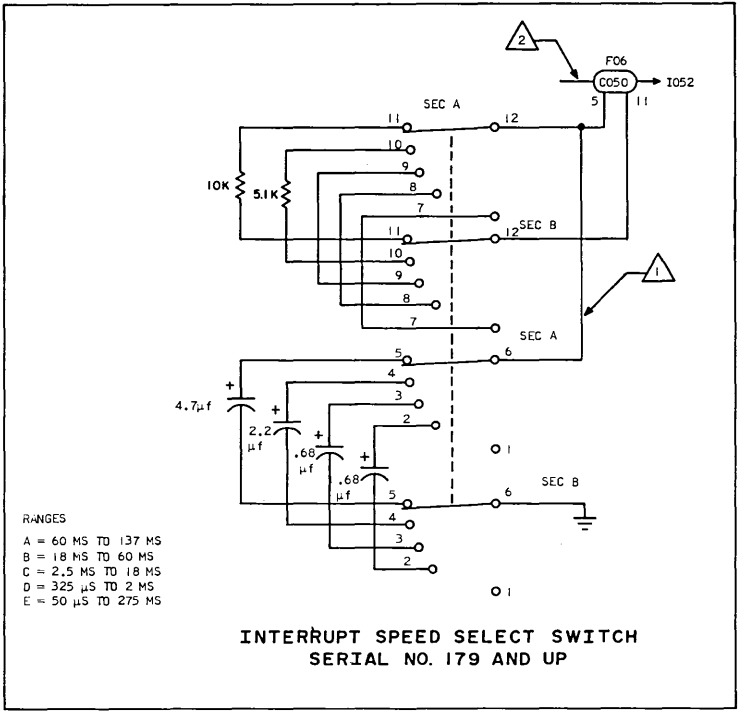 2
F06
C050
I052
5 11
SEC A
11 12
10
9
8
7
10K
5.1K
SEC B
11 12
10
9
8
7
1
SEC A
5 6
4
3
2
+
4.7µf
+
2.2
µf
+
.68
µf
+
.68
µf
1
SEC B
5 6
4
3
2
1
RANGES
A = 60 MS TO 137 MS
B = 18 MS TO 60 MS
C = 2.5 MS TO 18 MS
D = 325 µS TO 2 MS
E = 50 µS TO 275 MS
INTERRUPT SPEED SELECT SWITCH
SERIAL NO. 179 AND UP